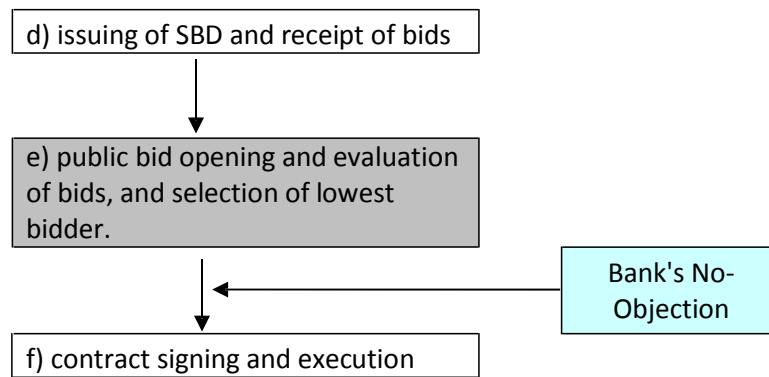 d) issuing of SBD and receipt of bids
e) public bid opening and evaluation
of bids, and selection of lowest
bidder.
Bank's No-
Objection
f) contract signing and execution